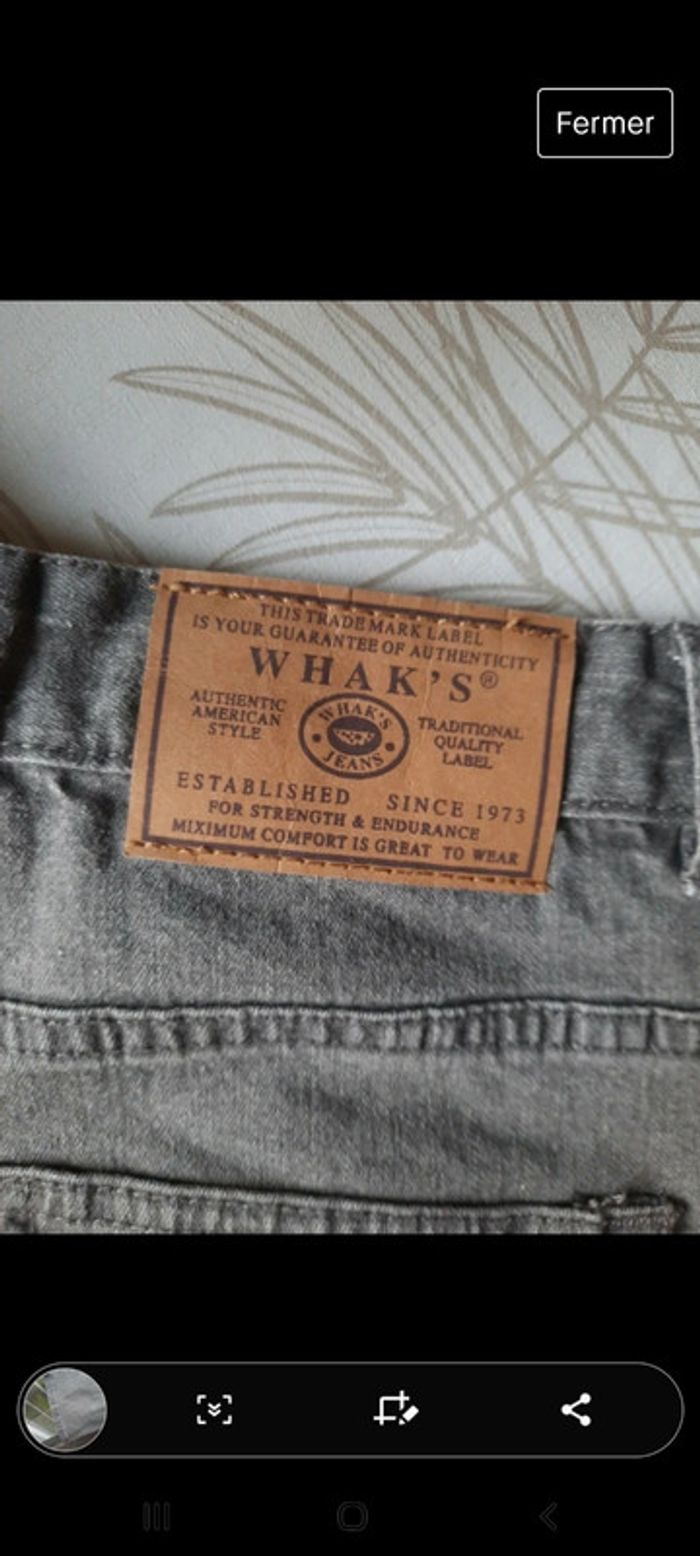 Fermer
THIS TRADEMARK LABEL
IS YOUR GUARANTEE OF AUTHENTICITY
WHAK'S®
AUTHENTIC
AMERICAN
STYLE
WHAK'S
JEANS
TRADITIONAL
QUALITY
LABEL
ESTABLISHED SINCE 1973
FOR STRENGTH & ENDURANCE
MIXIMUM COMFORT IS GREAT TO WEAR